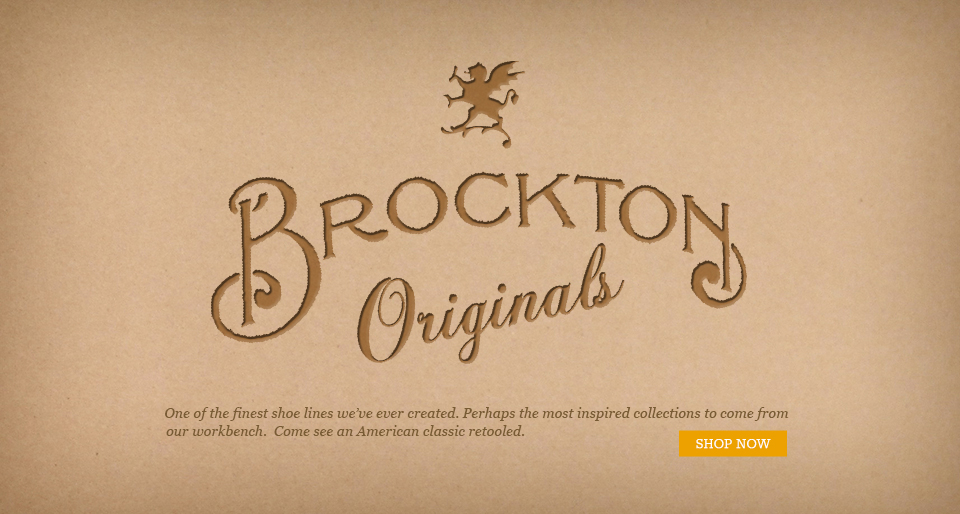 BROCKTON
Originals
One of the finest shoe lines we've ever created. Perhaps the most inspired collections to come from
our workbench.  Come see an American classic retooled.
SHOP NOW